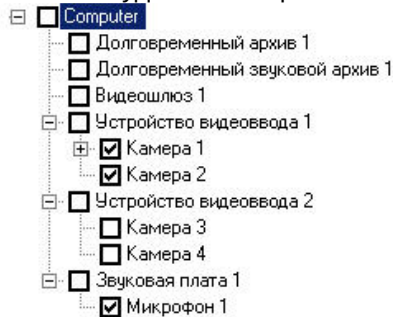 Computer
Долговременный архив 1
Долговременный звуковой архив 1
Видеошлюз 1
Устройство видеоввода 1
Камера 1
Камера 2
Устройство видеоввода 2
Камера 3
Камера 4
Звуковая плата 1
Микрофон 1